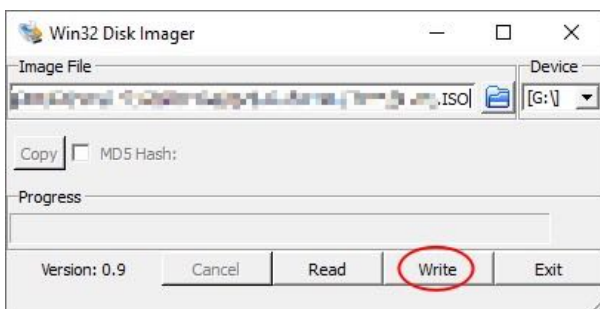 Win32 Disk Imager
Image File
Device
.ISO
[G:\]
Copy
MD5 Hash:
Progress
Version: 0.9
Cancel
Read
Write
Exit